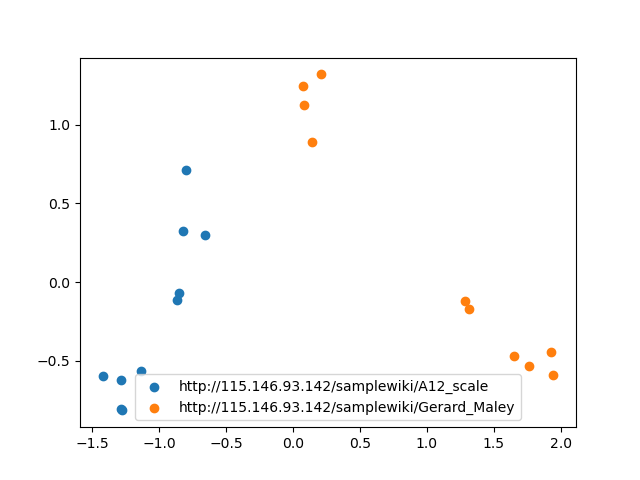 1.0
0.5
0.0
−0.5
http://115.146.93.142/samplewiki/A12_scale
http://115.146.93.142/samplewiki/Gerard_Maley
−1.5 −1.0 −0.5 0.0 0.5 1.0 1.5 2.0